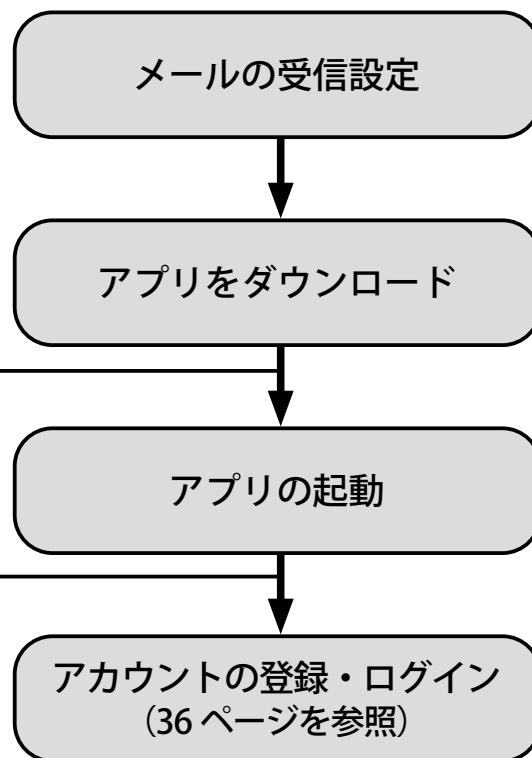 メールの受信設定
アプリをダウンロード
アプリの起動
アカウントの登録・ログイン
（36 ページを参照）